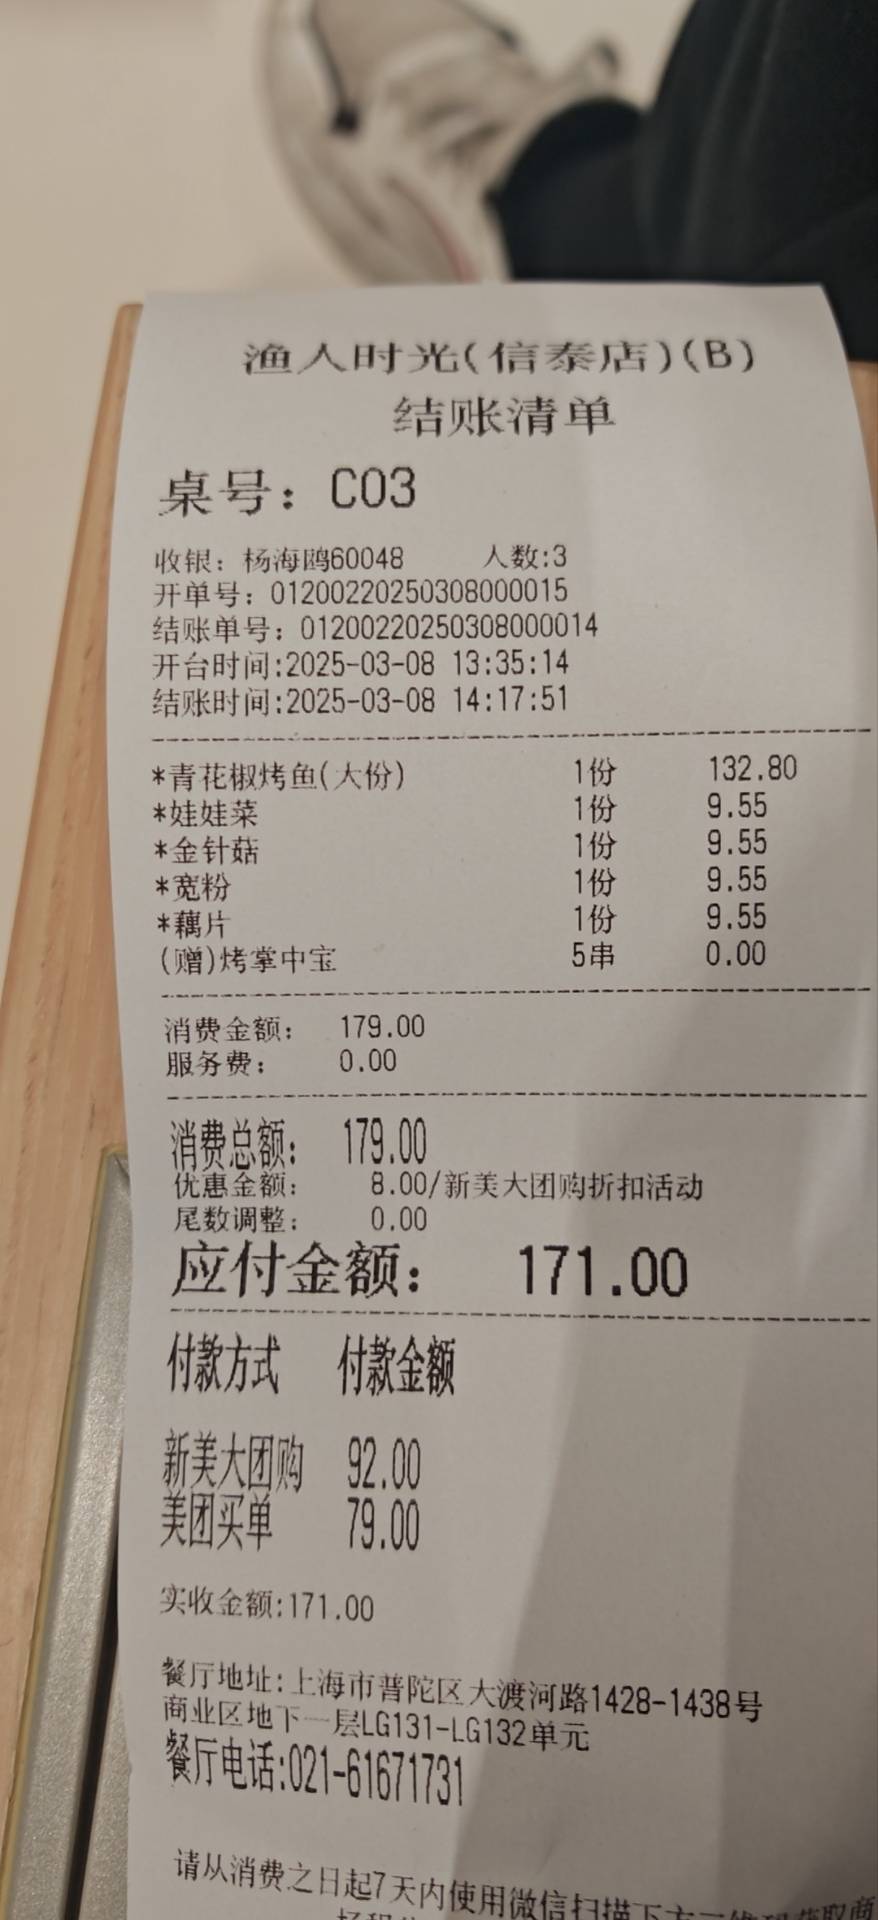 渔人时光(信泰店)(B)
结账清单
桌号：C03
收银：杨海鸥60048 人数:3
开单号：01200220250308000015
结账单号：01200220250308000014
开台时间:2025-03-08 13:35:14
结账时间:2025-03-08 14:17:51
*青花椒烤鱼(大份) 1份 132.80
*娃娃菜 1份 9.55
*金针菇 1份 9.55
*宽粉 1份 9.55
*藕片 1份 9.55
(赠)烤掌中宝 5串 0.00
消费金额： 179.00
服务费： 0.00
消费总额： 179.00
优惠金额： 8.00/新美大团购折扣活动
尾数调整： 0.00
应付金额： 171.00
付款方式 付款金额
新美大团购 92.00
美团买单 79.00
实收金额:171.00
餐厅地址:上海市普陀区大渡河路1428-1438号
商业区地下一层LG131-LG132单元
餐厅电话:021-61671731
请从消费之日起7天内使用微信扫描下方二维码获取商